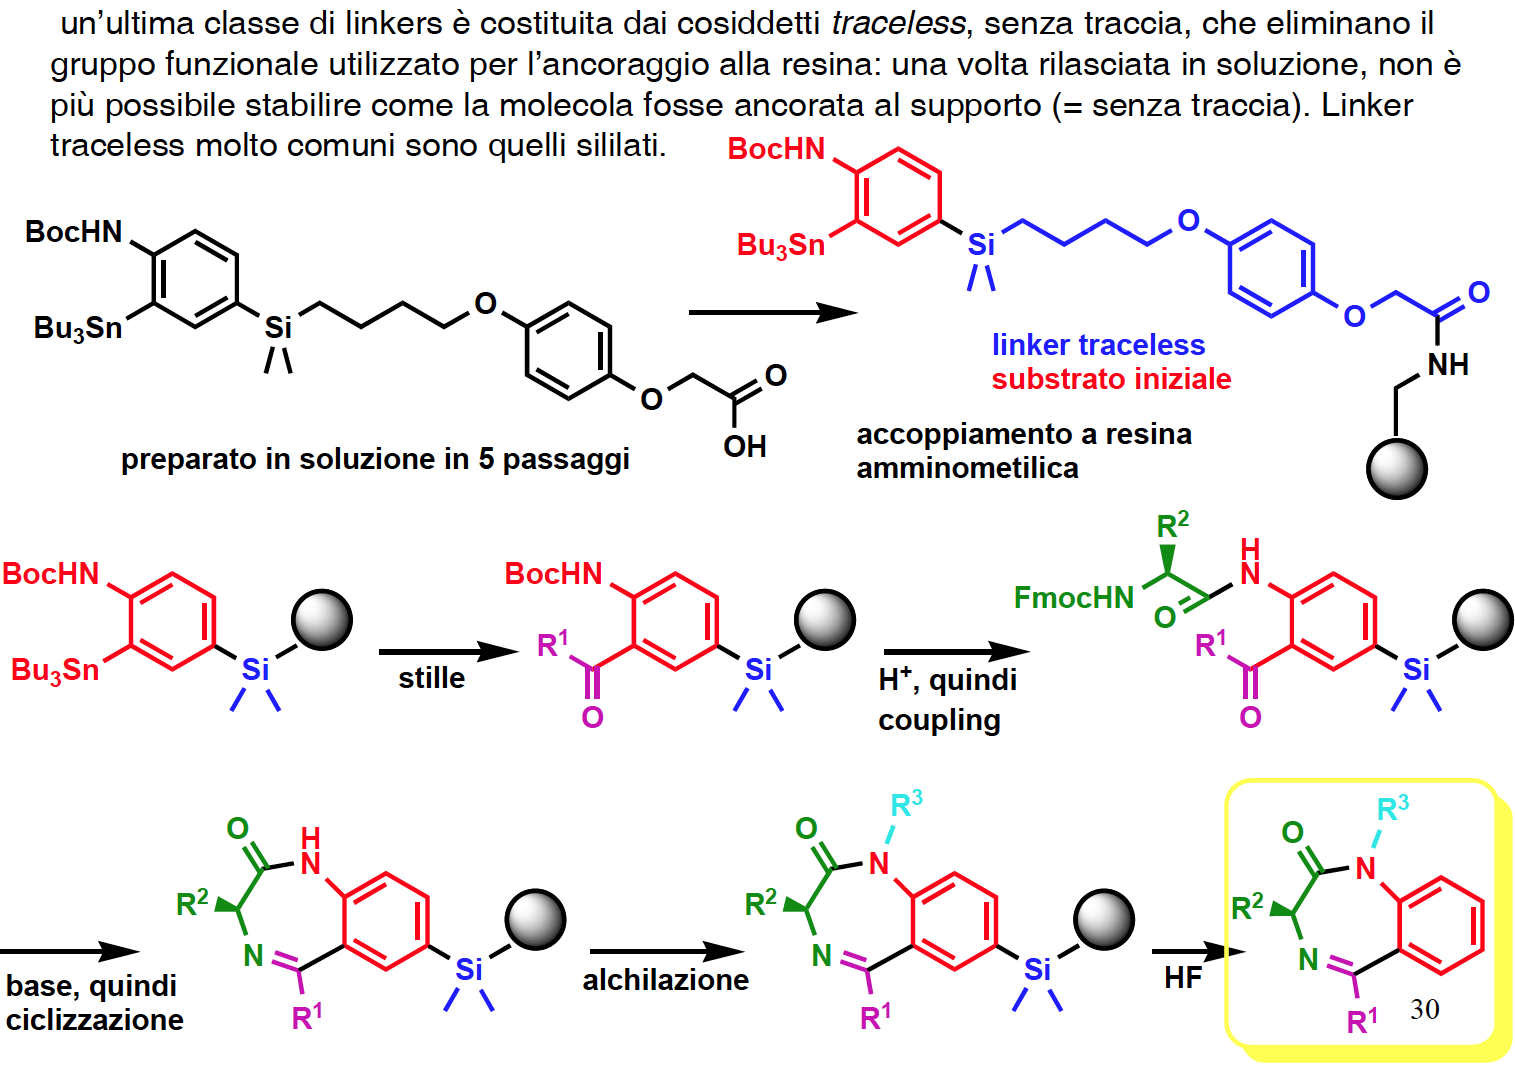 un'ultima classe di linkers è costituita dai cosiddetti traceless, senza traccia, che eliminano il
gruppo funzionale utilizzato per l'ancoraggio alla resina: una volta rilasciata in soluzione, non è
più possibile stabilire come la molecola fosse ancorata al supporto (= senza traccia). Linker
traceless molto comuni sono quelli sililati.
BocHN
Bu3Sn
Si
O
O
O
OH
preparato in soluzione in 5 passaggi
BocHN
Bu3Sn
Si
O
O
O
NH
linker traceless
substrato iniziale
accoppiamento a resina
amminometilica
BocHN
Bu3Sn
Si
stille
BocHN
R1
O
Si
H+, quindi
coupling
R2
FmocHN
O
H
N
R1
O
Si
base, quindi
ciclizzazione
O
H
N
R2
N
R1
Si
alchilazione
R3
O
N
R2
N
R1
Si
HF
R3
O
N
R2
N
R1
30